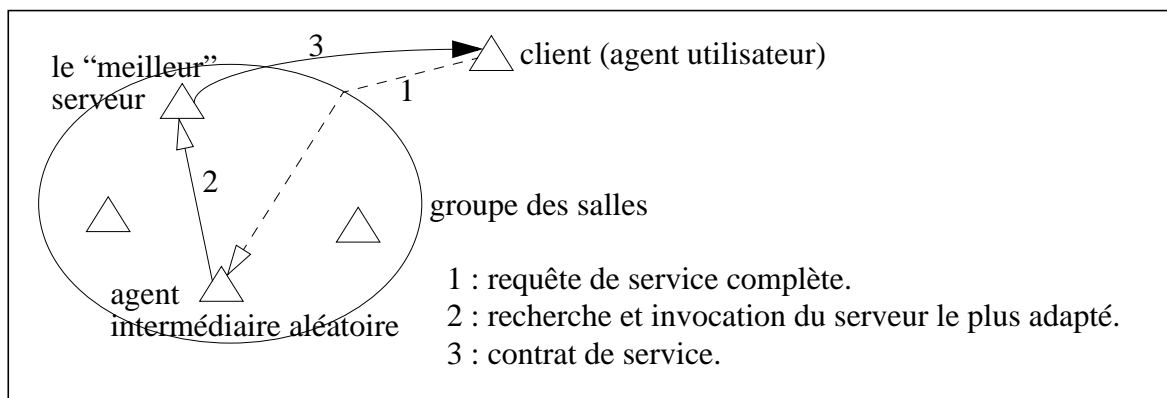 3
client (agent utilisateur)
le “meilleur”
serveur
1
2
groupe des salles
agent
intermédiaire aléatoire
1 : requête de service complète.
2 : recherche et invocation du serveur le plus adapté.
3 : contrat de service.